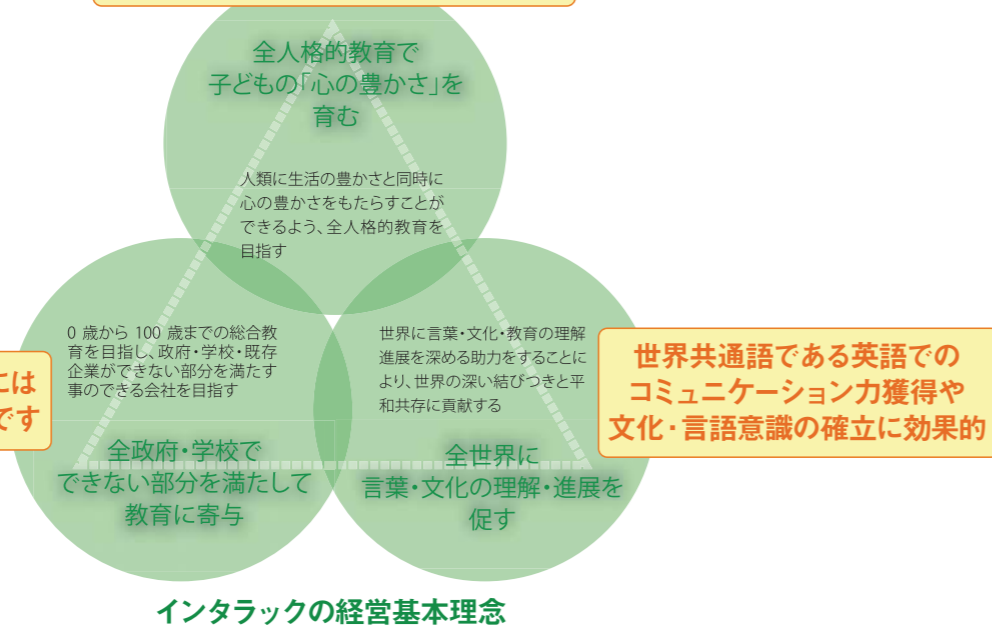 全人格的教育で
子どもの「心の豊かさ」を
育む
人類に生活の豊かさと同時に
心の豊かさをもたらすことが
できるよう、全人格的教育を
目指す
0 歳から 100 歳までの総合教
育を目指し、政府・学校・既存
企業ができない部分を満たす
事のできる会社を目指す
世界に言葉・文化・教育の理解
進展を深める助力をすることに
より、世界の深い結びつきと平
和共存に貢献する
世界共通語である英語での
コミュニケーション力獲得や
文化・言語意識の確立に効果的
には
です
全政府・学校で
できない部分を満たして
教育に寄与
全世界に
言葉・文化の理解・進展を
促す
インタラックの経営基本理念